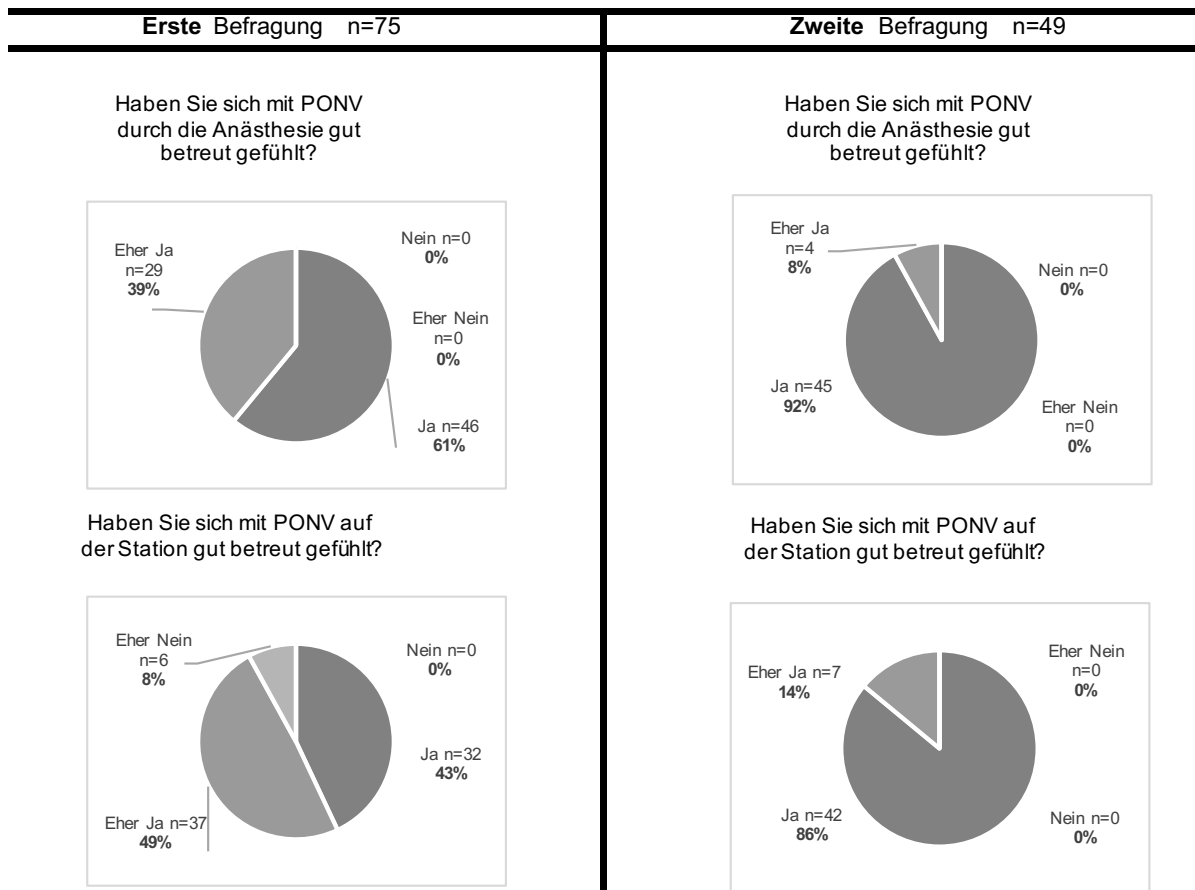 Erste Befragung n=75
Haben Sie sich mit PONV
durch die Anästhesie gut
betreut gefühlt?
Eher Ja
n=29
39%
Nein n=0
0%
Eher Nein
n=0
0%
Ja n=46
61%
Haben Sie sich mit PONV auf
der Station gut betreut gefühlt?
Eher Nein
n=6
8%
Nein n=0
0%
Ja n=32
43%
Eher Ja n=37
49%
Zweite Befragung n=49
Haben Sie sich mit PONV
durch die Anästhesie gut
betreut gefühlt?
Eher Ja
n=4
8%
Nein n=0
0%
Ja n=45
92%
Eher Nein
n=0
0%
Haben Sie sich mit PONV auf
der Station gut betreut gefühlt?
Eher Ja n=7
14%
Eher Nein
n=0
0%
Ja n=42
86%
Nein n=0
0%